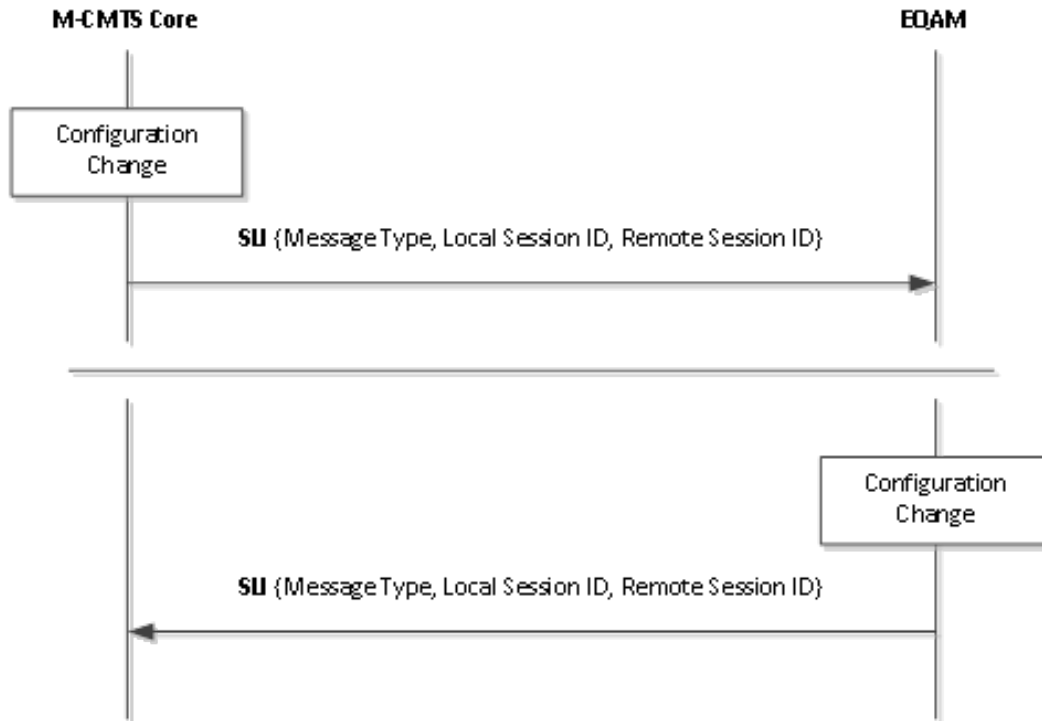 M-CMTS Core
EQAM
Configuration
Change
SLI {Message Type, Local Session ID, Remote Session ID}
Configuration
Change
SLI {Message Type, Local Session ID, Remote Session ID}